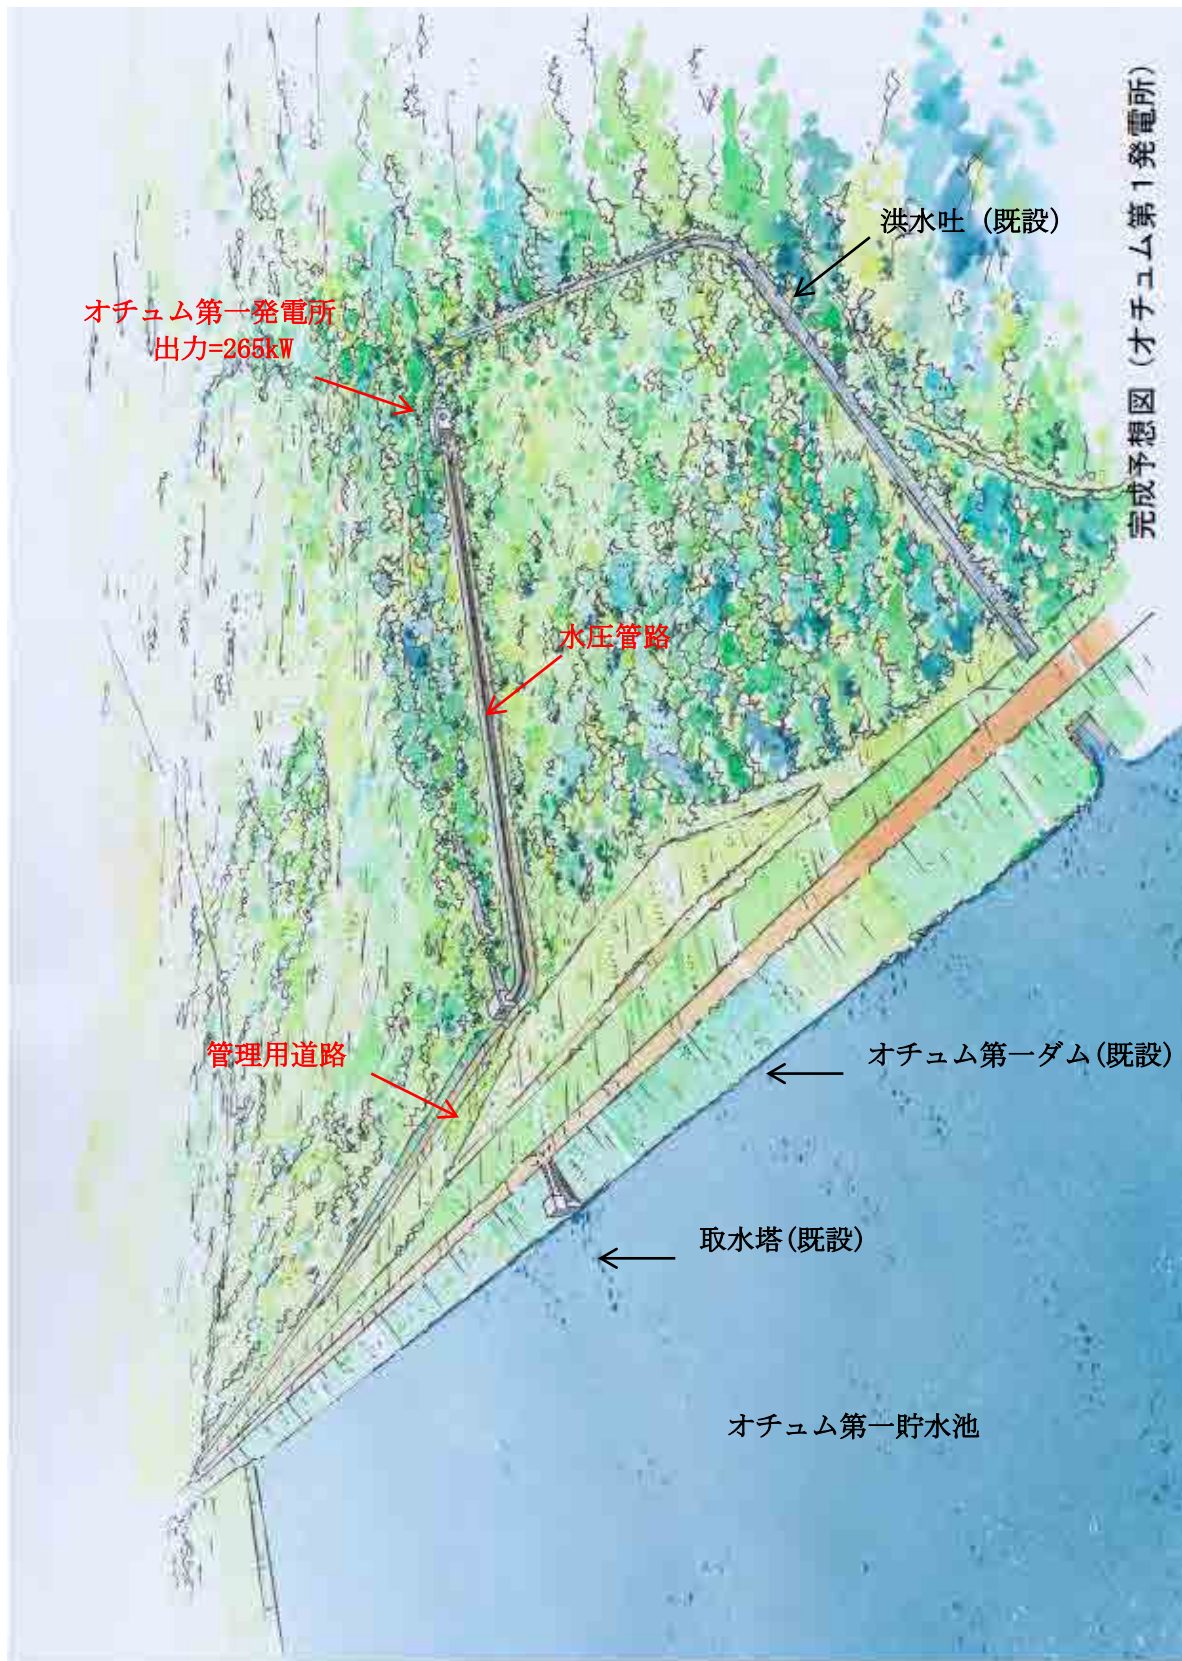 完成予想図（オチュム第１発電所）
洪水吐（既設）
オチュム第一発電所
出力=265kW
水圧管路
管理用道路
オチュム第一ダム(既設)
取水塔(既設)
オチュム第一貯水池